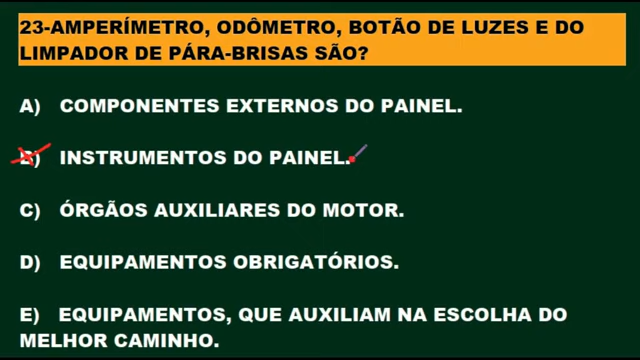 23-AMPERÍMETRO, ODÔMETRO, BOTÃO DE LUZES E DO
LIMPADOR DE PÁRA-BRISAS SÃO?
A) COMPONENTES EXTERNOS DO PAINEL.
B) INSTRUMENTOS DO PAINEL.
C) ÓRGÃOS AUXILIARES DO MOTOR.
D) EQUIPAMENTOS OBRIGATÓRIOS.
E) EQUIPAMENTOS, QUE AUXILIAM NA ESCOLHA DO
MELHOR CAMINHO.